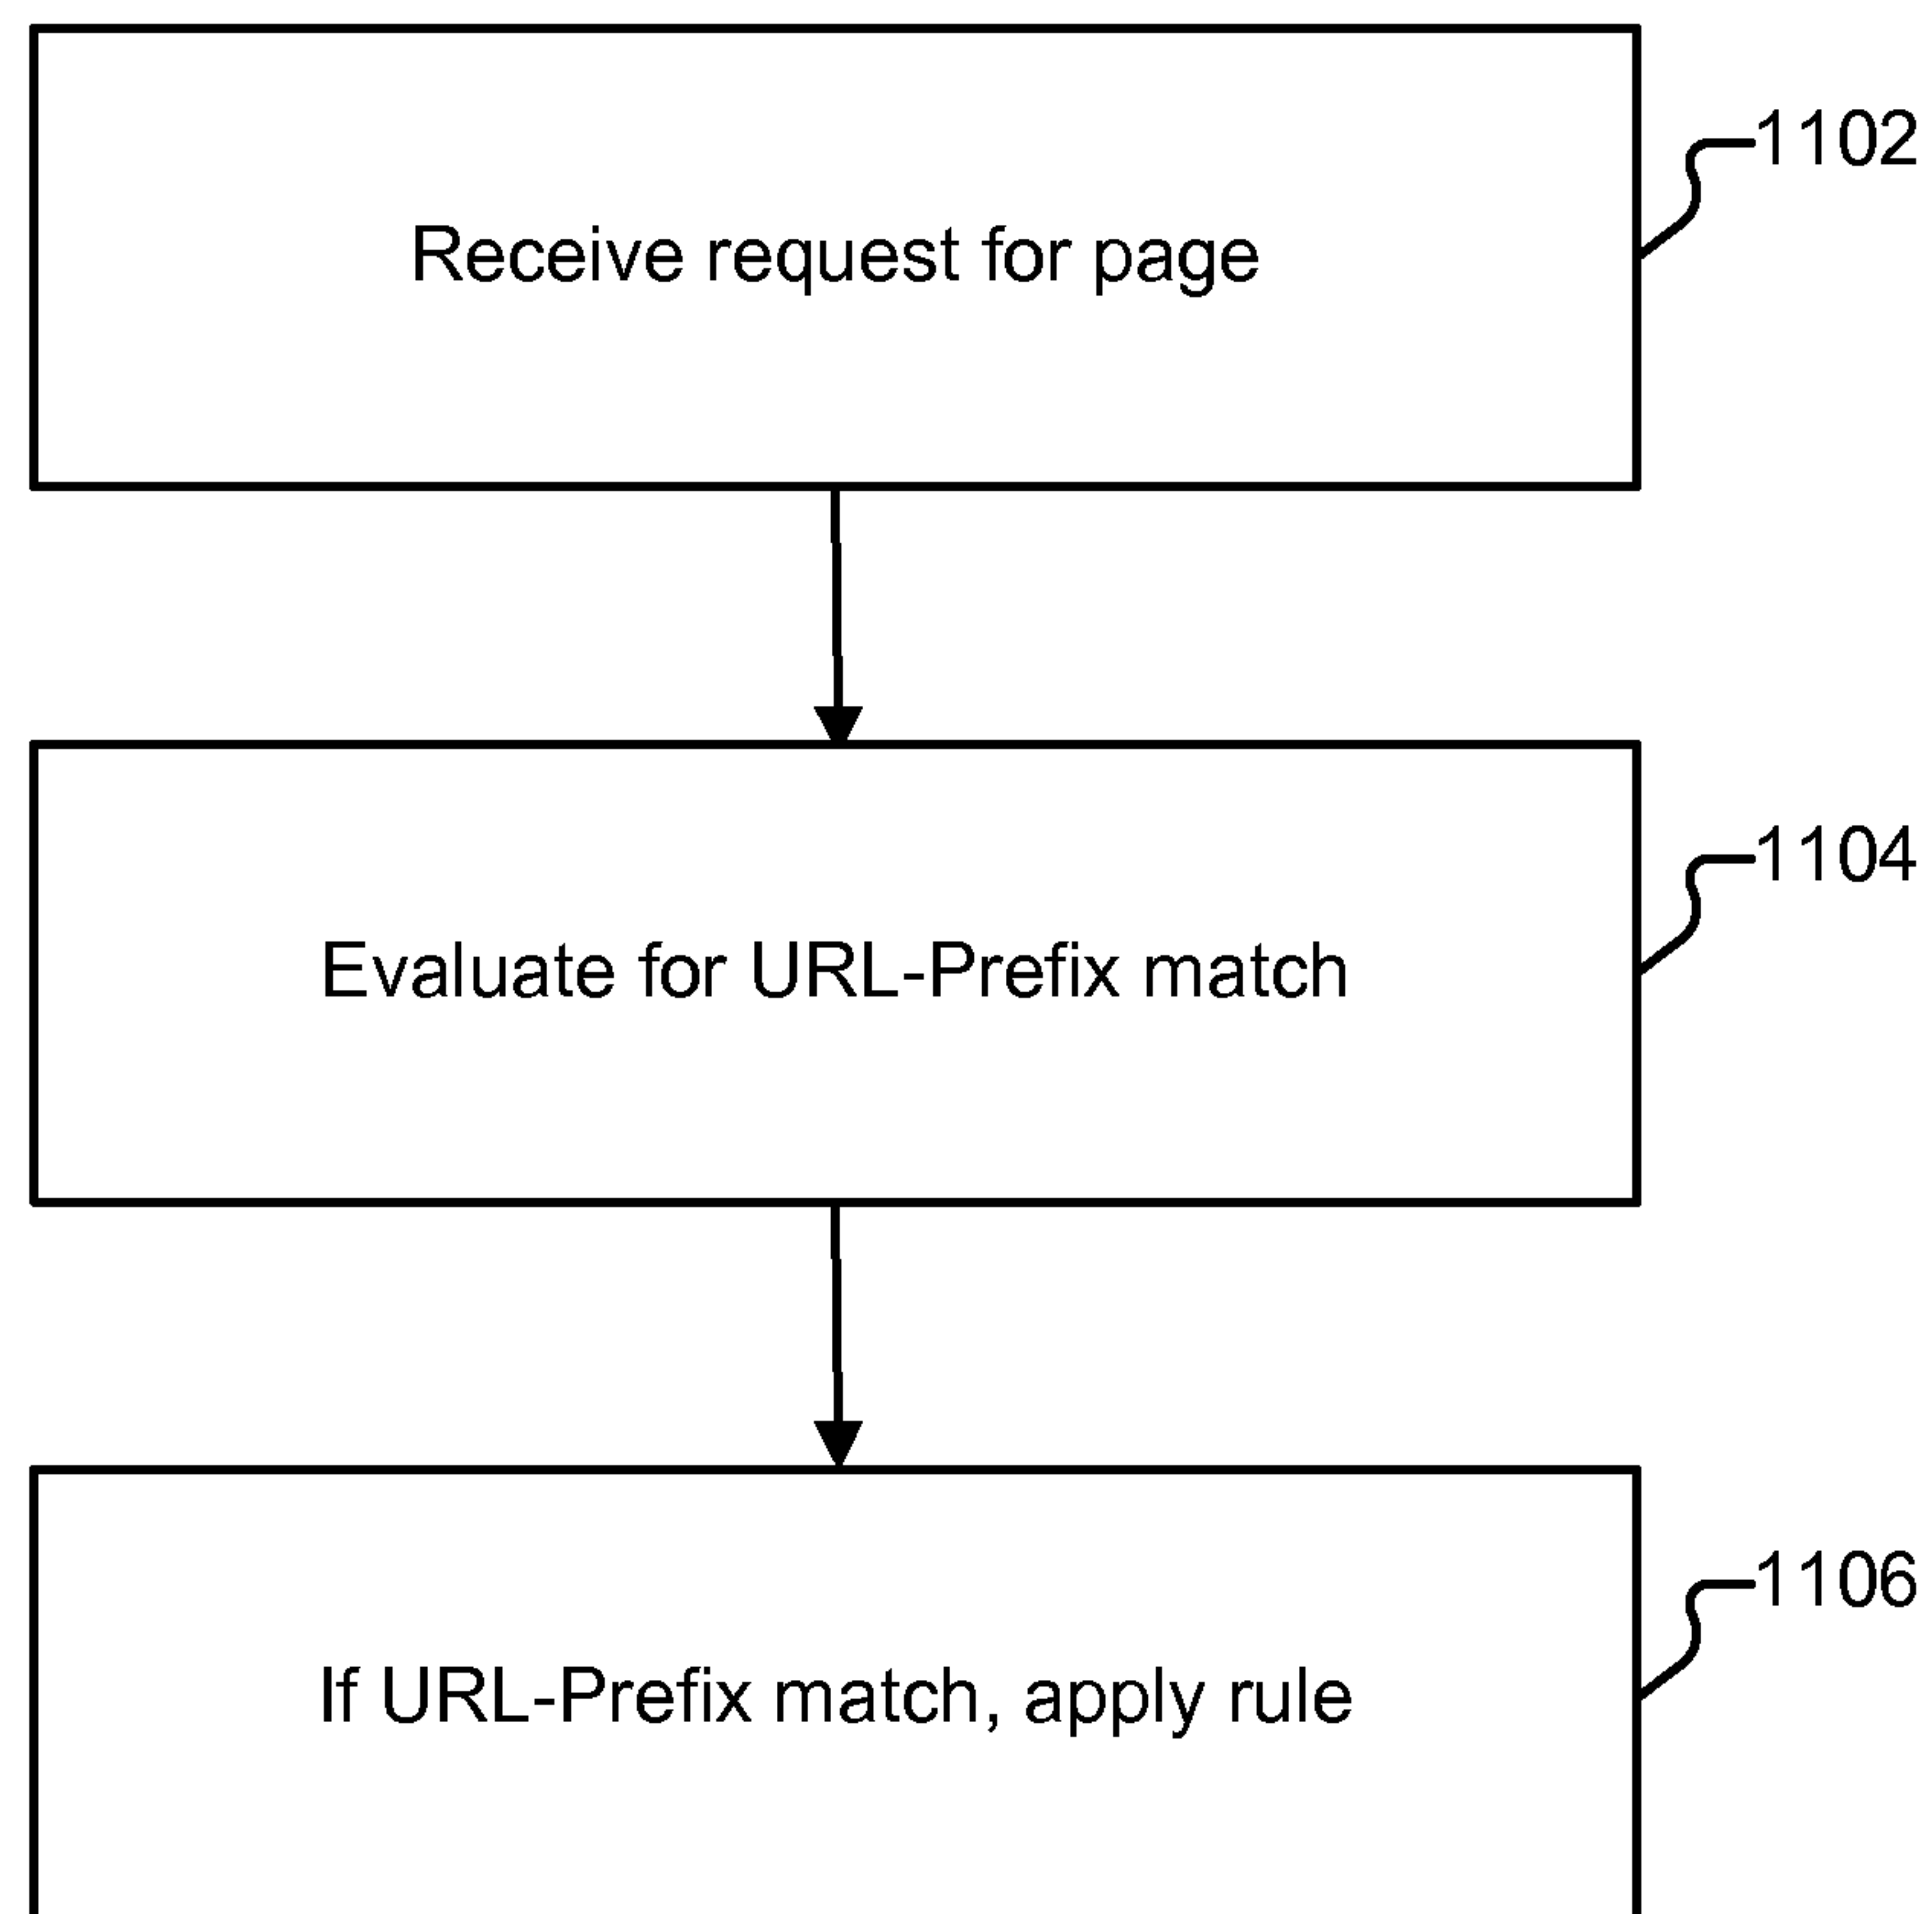 1102
Receive request for page
1104
Evaluate for URL-Prefix match
1106
If URL-Prefix match, apply rule